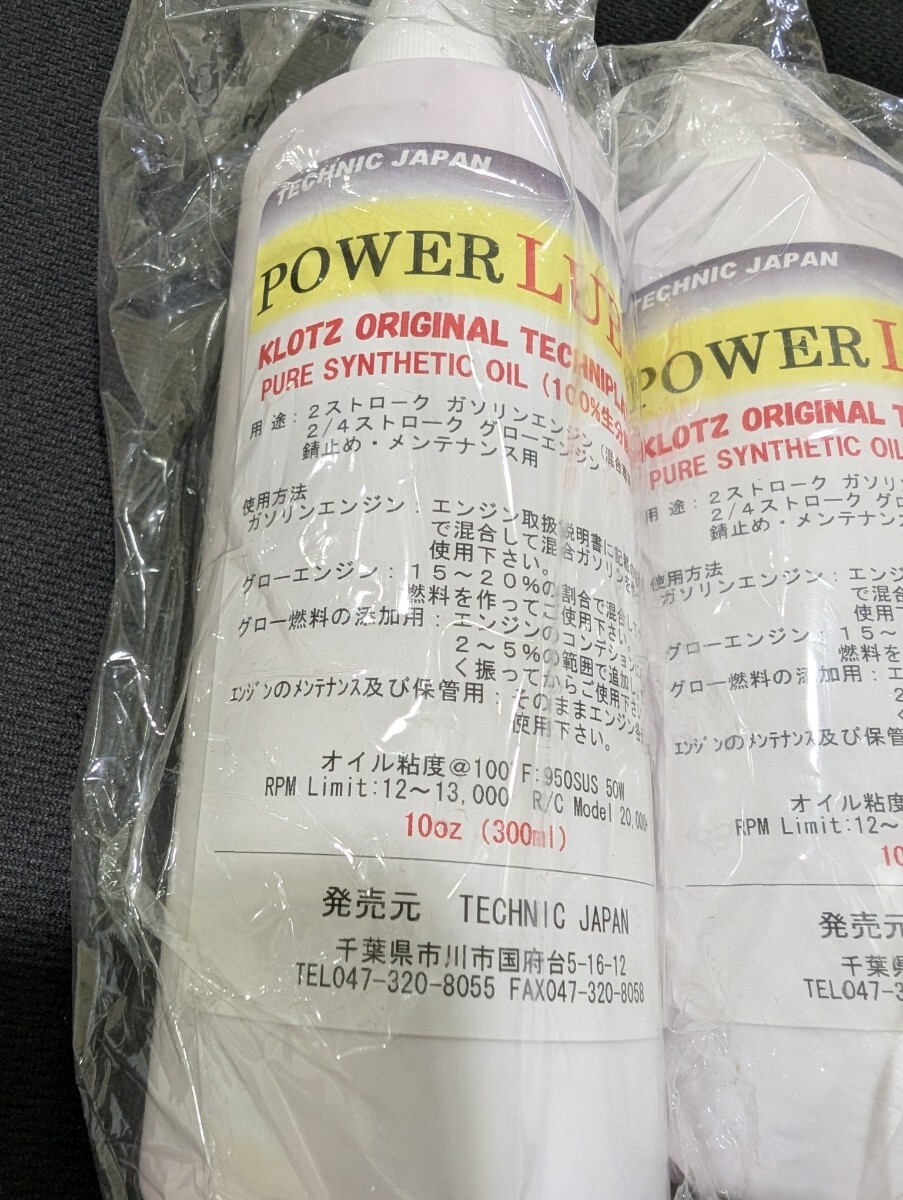 TECHNIC JAPAN
POWER LUB
KLOTZ ORIGINAL TECHNIPL
PURE SYNTHETIC OIL (100%生分
用途：2ストローク ガソリンエンジン (混合
2/4ストローク グローエンジン
錆止め・メンテナンス用
使用方法
ガソリンエンジン：エンジン取扱説明書に記載
で混合して混合ガソリンを
使用下さい。
グローエンジン：15～20%の割合で混合して
燃料を作ってご使用下さい。
グロー燃料の添加用：エンジンのコンデション
2～5%の範囲で追加し
く振ってからご使用下さ
ｴﾝｼﾞﾝのﾒﾝﾃﾅﾝｽ及び保管用：そのままエンジン
使用下さい。
オイル粘度@100°F:950SUS 50W
RPM Limit:12～13,000 R/C Model 20,000
10oz (300ml)
発売元 TECHNIC JAPAN
千葉県市川市国府台5-16-12
TEL047-320-8055 FAX047-320-8058
TECHNIC JAPAN
POWER L
KLOTZ ORIGINAL T
PURE SYNTHETIC OIL
用途：2ストローク ガソリ
2/4ストローク グロ
錆止め・メンテナンス
使用方法
ガソリンエンジン：エンジ
で混合
使用下
グローエンジン：15～
燃料を
グロー燃料の添加用：エ
2
く
ｴﾝｼﾞﾝのﾒﾝﾃﾅﾝｽ及び保管
オイル粘度
RPM Limit:12～
10
発売元
千葉県
TEL047-3